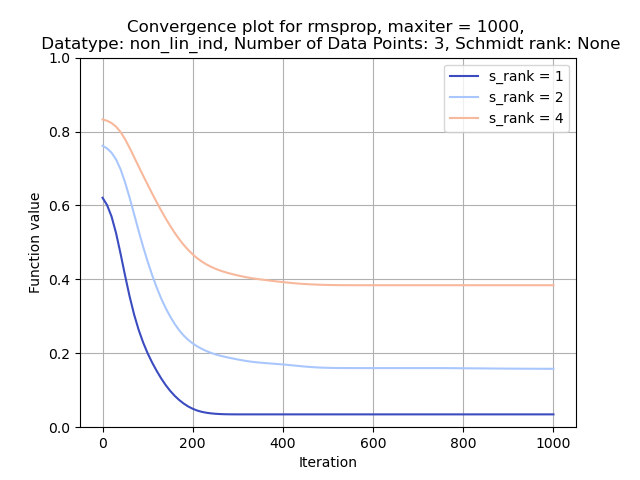 Convergence plot for rmsprop, maxiter = 1000,
Datatype: non_lin_ind, Number of Data Points: 3, Schmidt rank: None
1.0
0.8
0.6
0.4
0.2
0.0
Function value
s_rank = 1
s_rank = 2
s_rank = 4
0 200 400 600 800 1000
Iteration